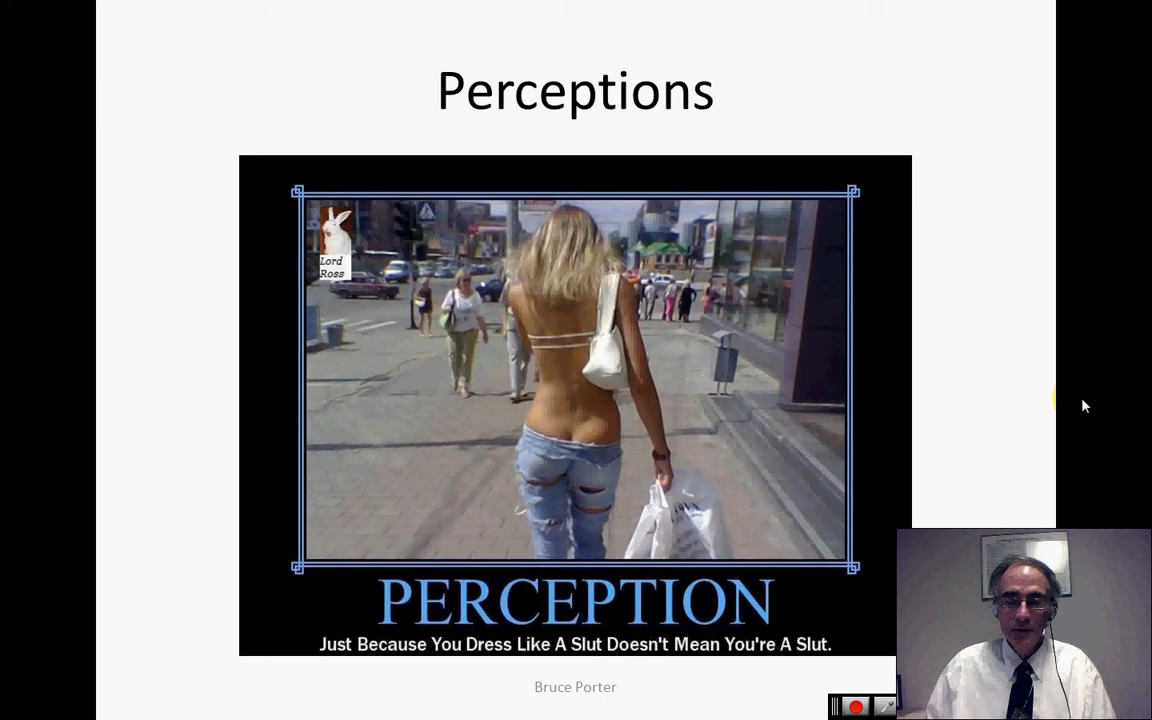 Perceptions
Lord
Ross
PERCEPTION
Just Because You Dress Like A Slut Doesn't Mean You're A Slut.
Bruce Porter